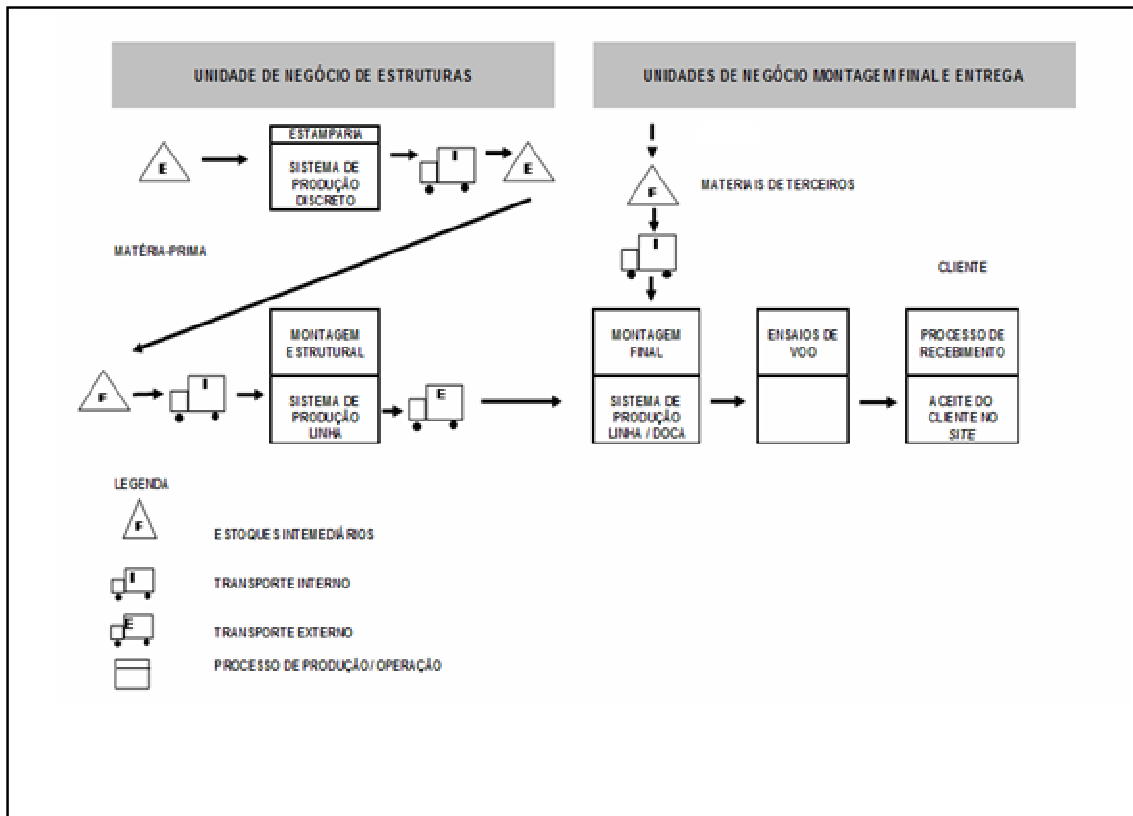 UNIDADE DE NEGÓCIO DE ESTRUTURAS
UNIDADES DE NEGÓCIO MONTAGEM FINAL E ENTREGA
ESTAMPARIA
SISTEMA DE
PRODUÇÃO
DISCRETO
E
I
E
MATÉRIA-PRIMA
E
MATERIAIS DE TERCEIROS
I
CLIENTE
E
I
MONTAGEM
ESTRUTURAL
SISTEMA DE
PRODUÇÃO
LINHA
E
MONTAGEM
FINAL
SISTEMA DE
PRODUÇÃO
LINHA / DOCA
ENSAIOS DE
VOO
PROCESSO DE
RECEBIMENTO
ACEITE DO
CLIENTE NO
SITE
LEGENDA
E
ESTOQUES INTEMEDIÁRIOS
I
TRANSPORTE INTERNO
E
TRANSPORTE EXTERNO
PROCESSO DE PRODUÇÃO/ OPERAÇÃO